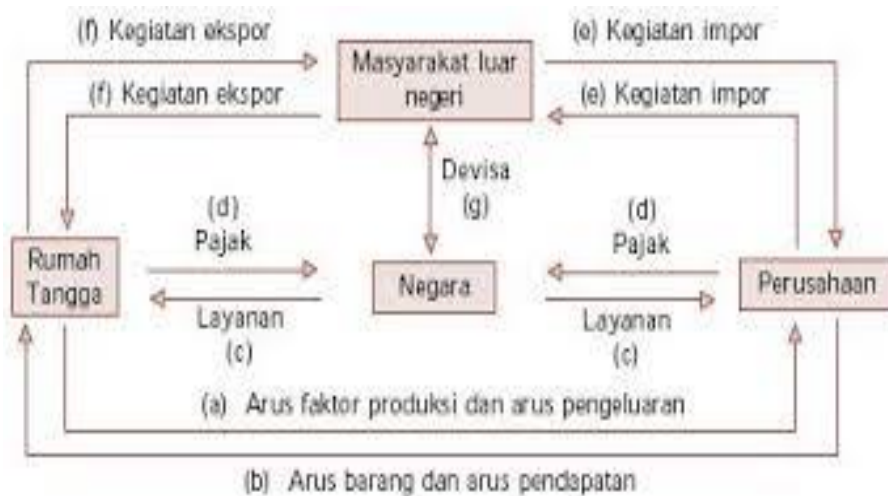 (f) Kegiatan ekspor
(e) Kegiatan impor
Masyarakat luar
negeri
(f) Kegiatan ekspor
(e) Kegiatan impor
Devisa
(g)
(d)
Pajak
(d)
Pajak
Rumah
Tangga
Negara
Perusahaan
Layanan
(c)
Layanan
(c)
(a) Arus faktor produksi dan arus pengeluaran
(b) Arus barang dan arus pendapatan